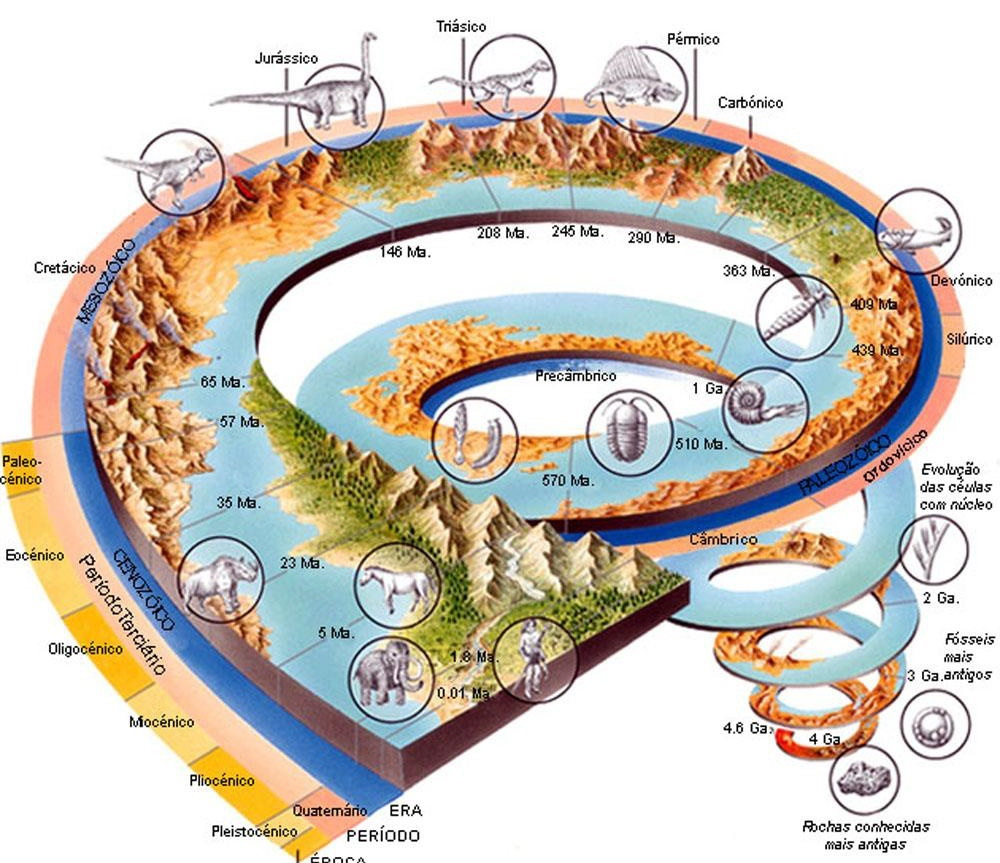 Triásico
Pérmico
Jurássico
Carbónico
Cretácico
MESOZÓICO
146 Ma.
208 Ma.
245 Ma.
290 Ma.
363 Ma.
Devónico
409 Ma
Silúrico
439 Ma.
65 Ma.
57 Ma.
35 Ma.
23 Ma.
5 Ma.
1.8 Ma.
0.01 Ma.
Precâmbrico
1 Ga.
510 Ma.
570 Ma.
PALEOZÓICO
Ordovícico
Câmbrico
Evolução
das céulas
com núcleo
2 Ga.
Fósseis
mais
antigos
3 Ga.
4.6 Ga.
4 Ga.
Rochas conhecidas
mais antigas
Paleo-
cénico
Eocénico
Oligocénico
Miocénico
Pliocénico
Pleistocénico
CENOZÓICO
Período Terciário
Quaternário
ERA
PERÍODO
ÉPOCA